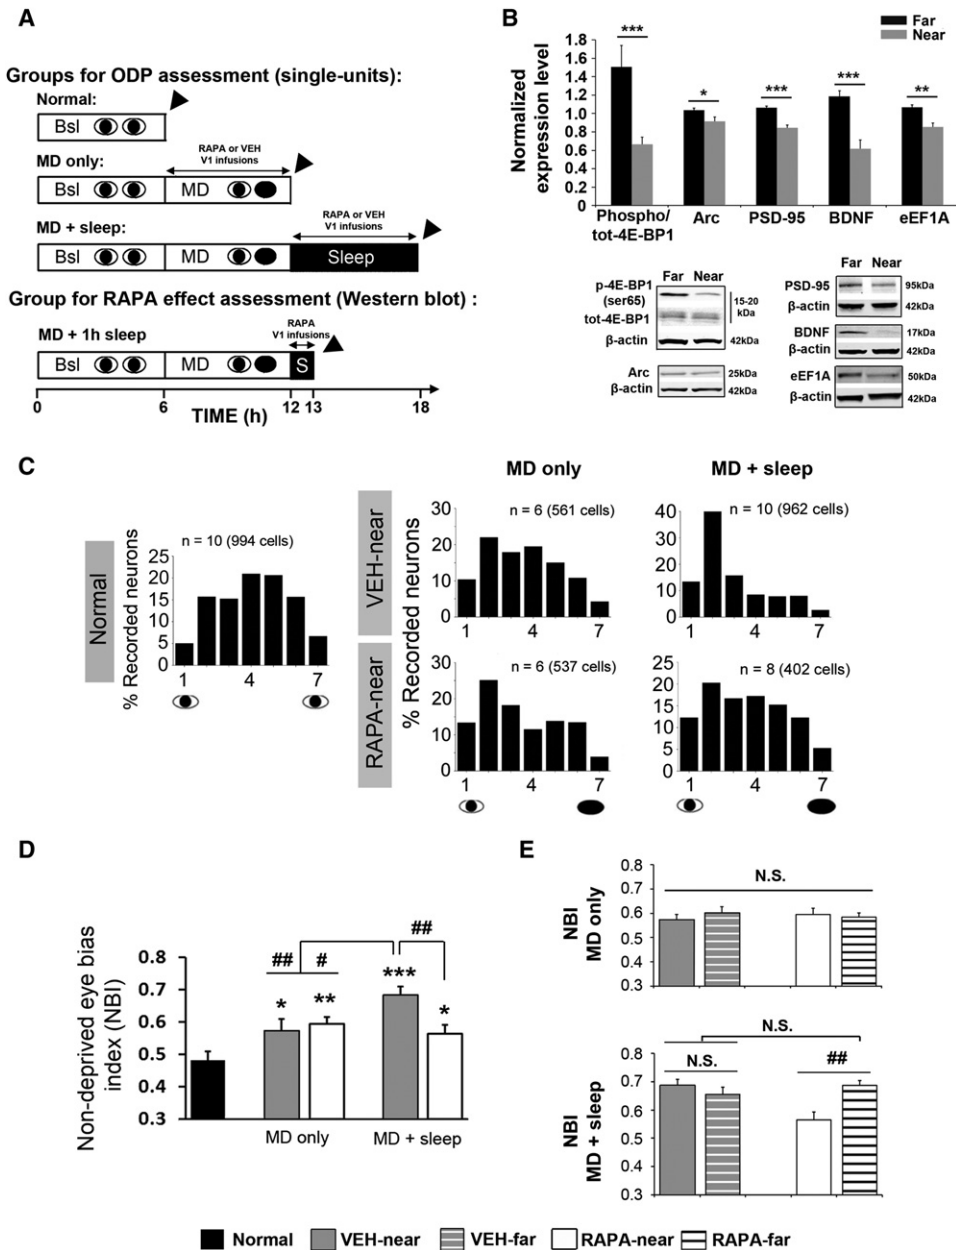 A
Groups for ODP assessment (single-units):
Normal:
Bsl
MD only:
RAPA or VEH
V1 infusions
Bsl
MD
MD + sleep:
RAPA or VEH
V1 infusions
Bsl
MD
Sleep
Group for RAPA effect assessment (Western blot) :
MD + 1h sleep
RAPA
V1 infusions
Bsl
MD
S
0
6
12 13
18
TIME (h)
B
Far
Near
Normalized
expression level
1.8
1.6
1.4
1.2
1.0
0.8
0.6
0.4
0.2
0
***
*
***
***
**
Phospho/
tot-4E-BP1
Arc
PSD-95
BDNF
eEF1A
Far Near
p-4E-BP1
(ser65)
tot-4E-BP1
15-20
kDa
β-actin
42kDa
Arc
25kDa
β-actin
42kDa
Far Near
PSD-95
95kDa
β-actin
42kDa
BDNF
17kDa
β-actin
42kDa
eEF1A
50kDa
β-actin
42kDa
C
MD only
MD + sleep
Normal
% Recorded neurons
n = 10 (994 cells)
25
20
15
10
5
0
1
4
7
VEH-near
RAPA-near
% Recorded neurons
n = 6 (561 cells)
30
20
10
0
1
4
7
n = 10 (962 cells)
40
30
20
10
0
1
4
7
n = 6 (537 cells)
30
20
10
0
1
4
7
n = 8 (402 cells)
25
20
15
10
5
0
1
4
7
D
Non-deprived eye bias
index (NBI)
0.8
0.7
0.6
0.5
0.4
0.3
##
#
##
*
**
***
*
MD only
MD + sleep
E
NBI
MD only
0.8
0.7
0.6
0.5
0.4
0.3
N.S.
NBI
MD + sleep
0.8
0.7
0.6
0.5
0.4
0.3
N.S.
N.S.
##
Normal
VEH-near
VEH-far
RAPA-near
RAPA-far